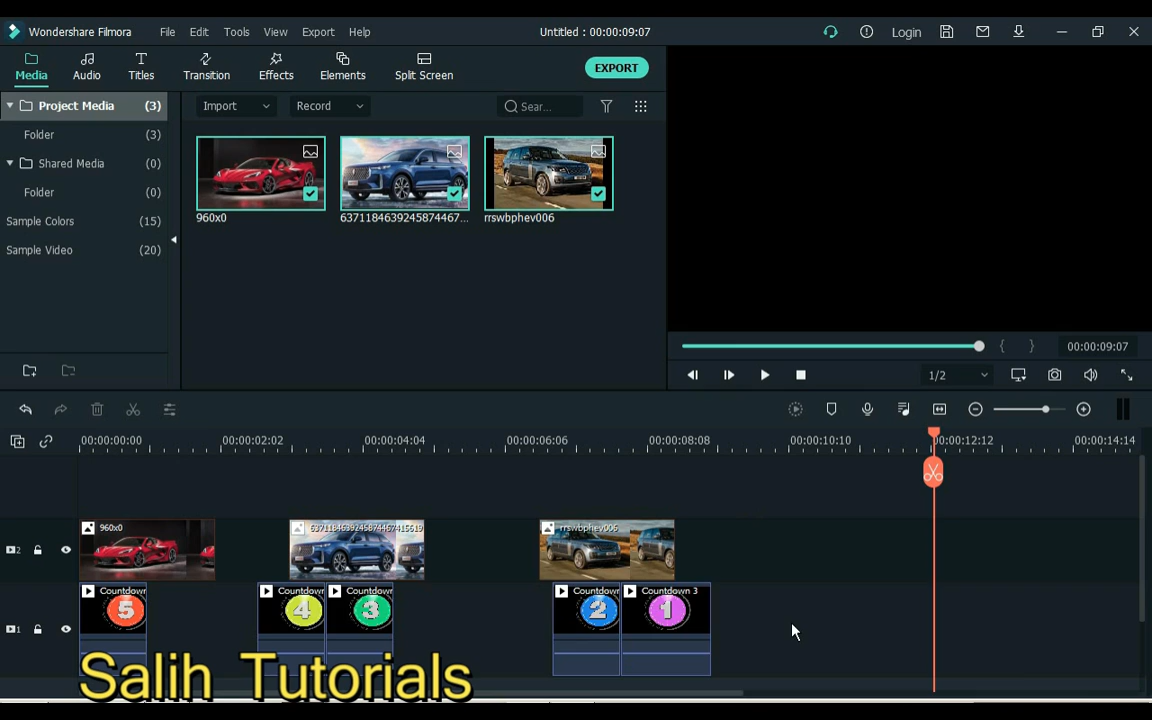 Wondershare Filmora File Edit Tools View Export Help Untitled : 00:00:09:07 Login
Media Audio Titles Transition Effects Elements Split Screen EXPORT
Project Media (3) Import Record Sear...
Folder (3)
Shared Media (0)
Folder (0)
Sample Colors (15)
Sample Video (20)
960x0 6371184639245874467... rrswbphev006
00:00:09:07
1/2
00:00:00:00 00:00:02:02 00:00:04:04 00:00:06:06 00:00:08:08 00:00:10:10 00:00:12:12 00:00:14:14
2 960x0 6371184639245874467415519 rrswbphev006
1 Countdown Countdown Countdown Countdown Countdown 3
5 4 3 2 1
Salih Tutorials